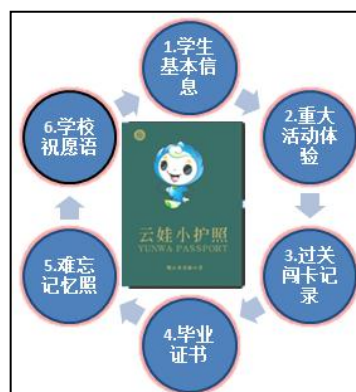 1.学生
基本信
息
2.重大
活动体
验
3.过关
闯卡记
录
4.毕业
证书
5.难忘
记忆照
6.学校
祝愿语
云娃小护照
YUNWA PASSPORT